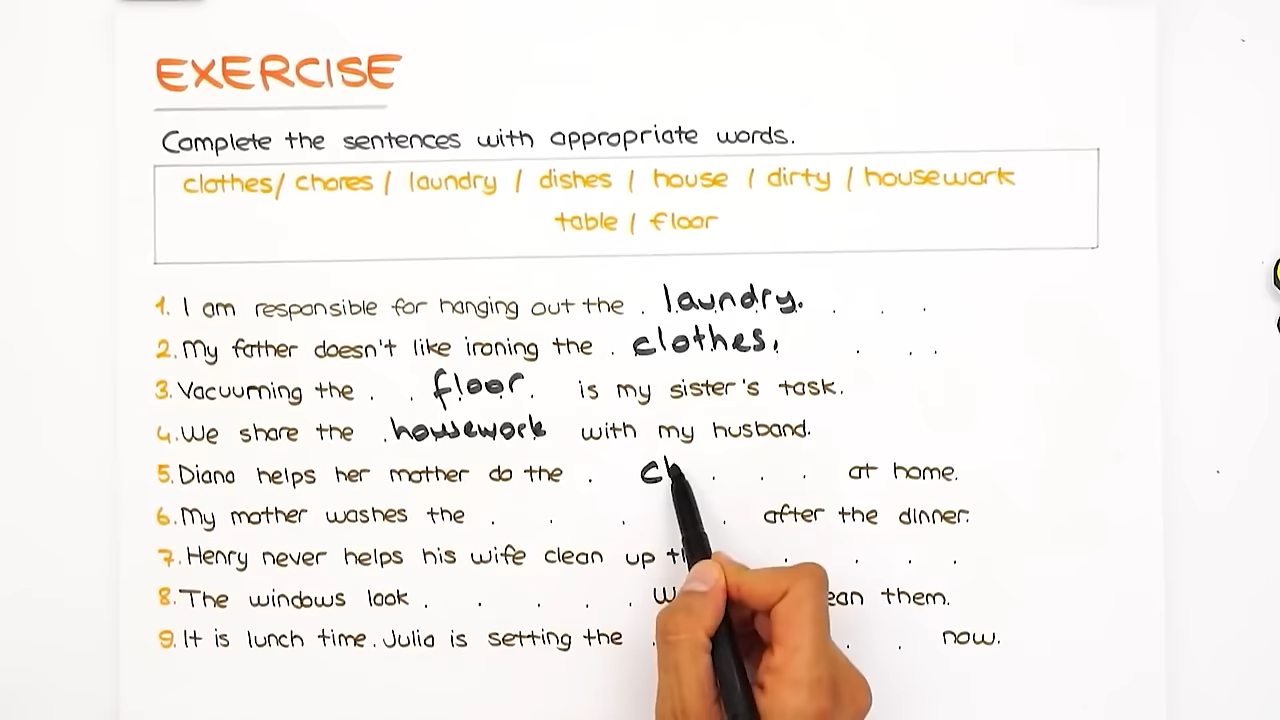 EXERCISE
Complete the sentences with appropriate words.
clothes/ chores / laundry / dishes / house / dirty / housework
table / floor
1. I am responsible for hanging out the . laundry. . . .
2. My father doesn't like ironing the . clothes. . . .
3. Vacuuming the . . floor. is my sister's task.
4. We share the . housework with my husband.
5. Diana helps her mother do the . ch . . . at home.
6. My mother washes the . . . . after the dinner.
7. Henry never helps his wife clean up . . . .
8. The windows look . . . . . them.
9. It is lunch time. Julia is setting the . . . now.